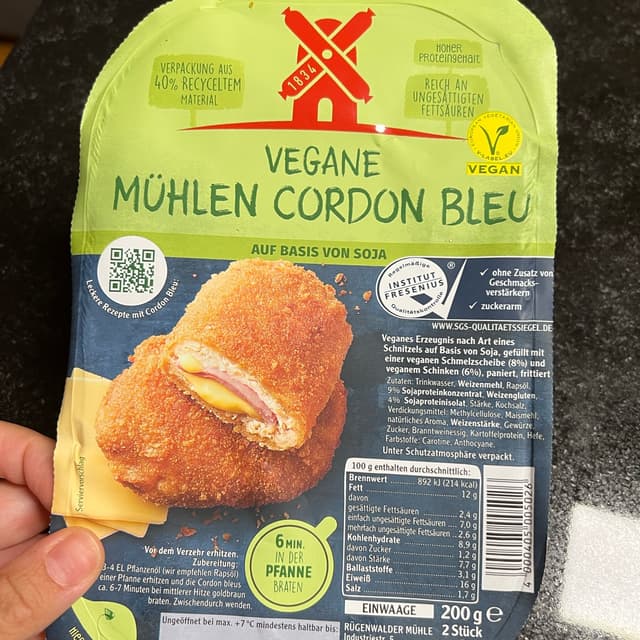 VERPACKUNG AUS
40% RECYCELTEM
MATERIAL
1834
HOHER
PROTEINGEHALT
REICH AN
UNGESÄTTIGTEN
FETTSÄUREN
V-LABEL.EU
VEGAN
VEGANE
MÜHLEN CORDON BLEU
AUF BASIS VON SOJA
Leckere Rezepte mit Cordon Bleu:
Regelmäßige
INSTITUT
FRESENIUS
Qualitätskontrolle
®
✓ ohne Zusatz von
Geschmacks-
verstärkern
✓ zuckerarm
WWW.SGS-QUALITAETSSIEGEL.DE
Veganes Erzeugnis nach Art eines
Schnitzels auf Basis von Soja, gefüllt mit
einer veganen Schmelzscheibe (8%) und
veganem Schinken (6%), paniert, frittiert
Zutaten: Trinkwasser, Weizenmehl, Rapsöl,
9% Sojaproteinkonzentrat, Weizengluten,
4% Sojaproteinisolat, Stärke, Kochsalz,
Verdickungsmittel: Methylcellulose, Maismehl,
natürliches Aroma, Weizenstärke, Gewürze,
Zucker, Branntweinessig, Kartoffelprotein, Hefe,
Farbstoffe: Carotine, Anthocyane.
Unter Schutzatmosphäre verpackt.
100 g enthalten durchschnittlich:
Brennwert 892 kJ (214 kcal)
Fett 12 g
davon
gesättigte Fettsäuren 2,4 g
einfach ungesättigte Fettsäuren 7,0 g
mehrfach ungesättigte Fettsäuren 2,6 g
Kohlenhydrate 8,9 g
davon Zucker 1,2 g
davon Stärke 7,7 g
Ballaststoffe 3,1 g
Eiweiß 16 g
Salz 1,7 g
4 000405 005026
Serviervorschlag
6 MIN.
IN DER
PFANNE
BRATEN
Vor dem Verzehr erhitzen.
Zubereitung:
3-4 EL Pflanzenöl (wir empfehlen Rapsöl)
einer Pfanne erhitzen und die Cordon bleus
ca. 6-7 Minuten bei mittlerer Hitze goldbraun
braten. Zwischendurch wenden.
Ungeöffnet bei max. +7 °C mindestens haltbar bis:
EINWAAGE 200 g e
RÜGENWALDER MÜHLE 2 Stück
Industriestr. 5